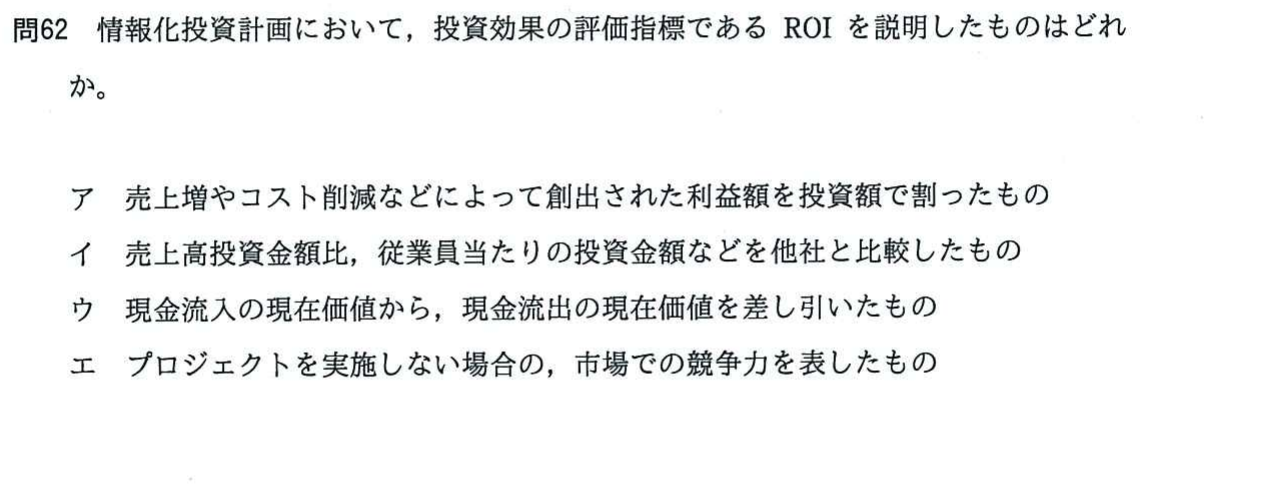 問62 情報化投資計画において，投資効果の評価指標である ROI を説明したものはどれ
か。
ア 売上増やコスト削減などによって創出された利益額を投資額で割ったもの
イ 売上高投資金額比，従業員当たりの投資金額などを他社と比較したもの
ウ 現金流入の現在価値から，現金流出の現在価値を差し引いたもの
エ プロジェクトを実施しない場合の，市場での競争力を表したもの